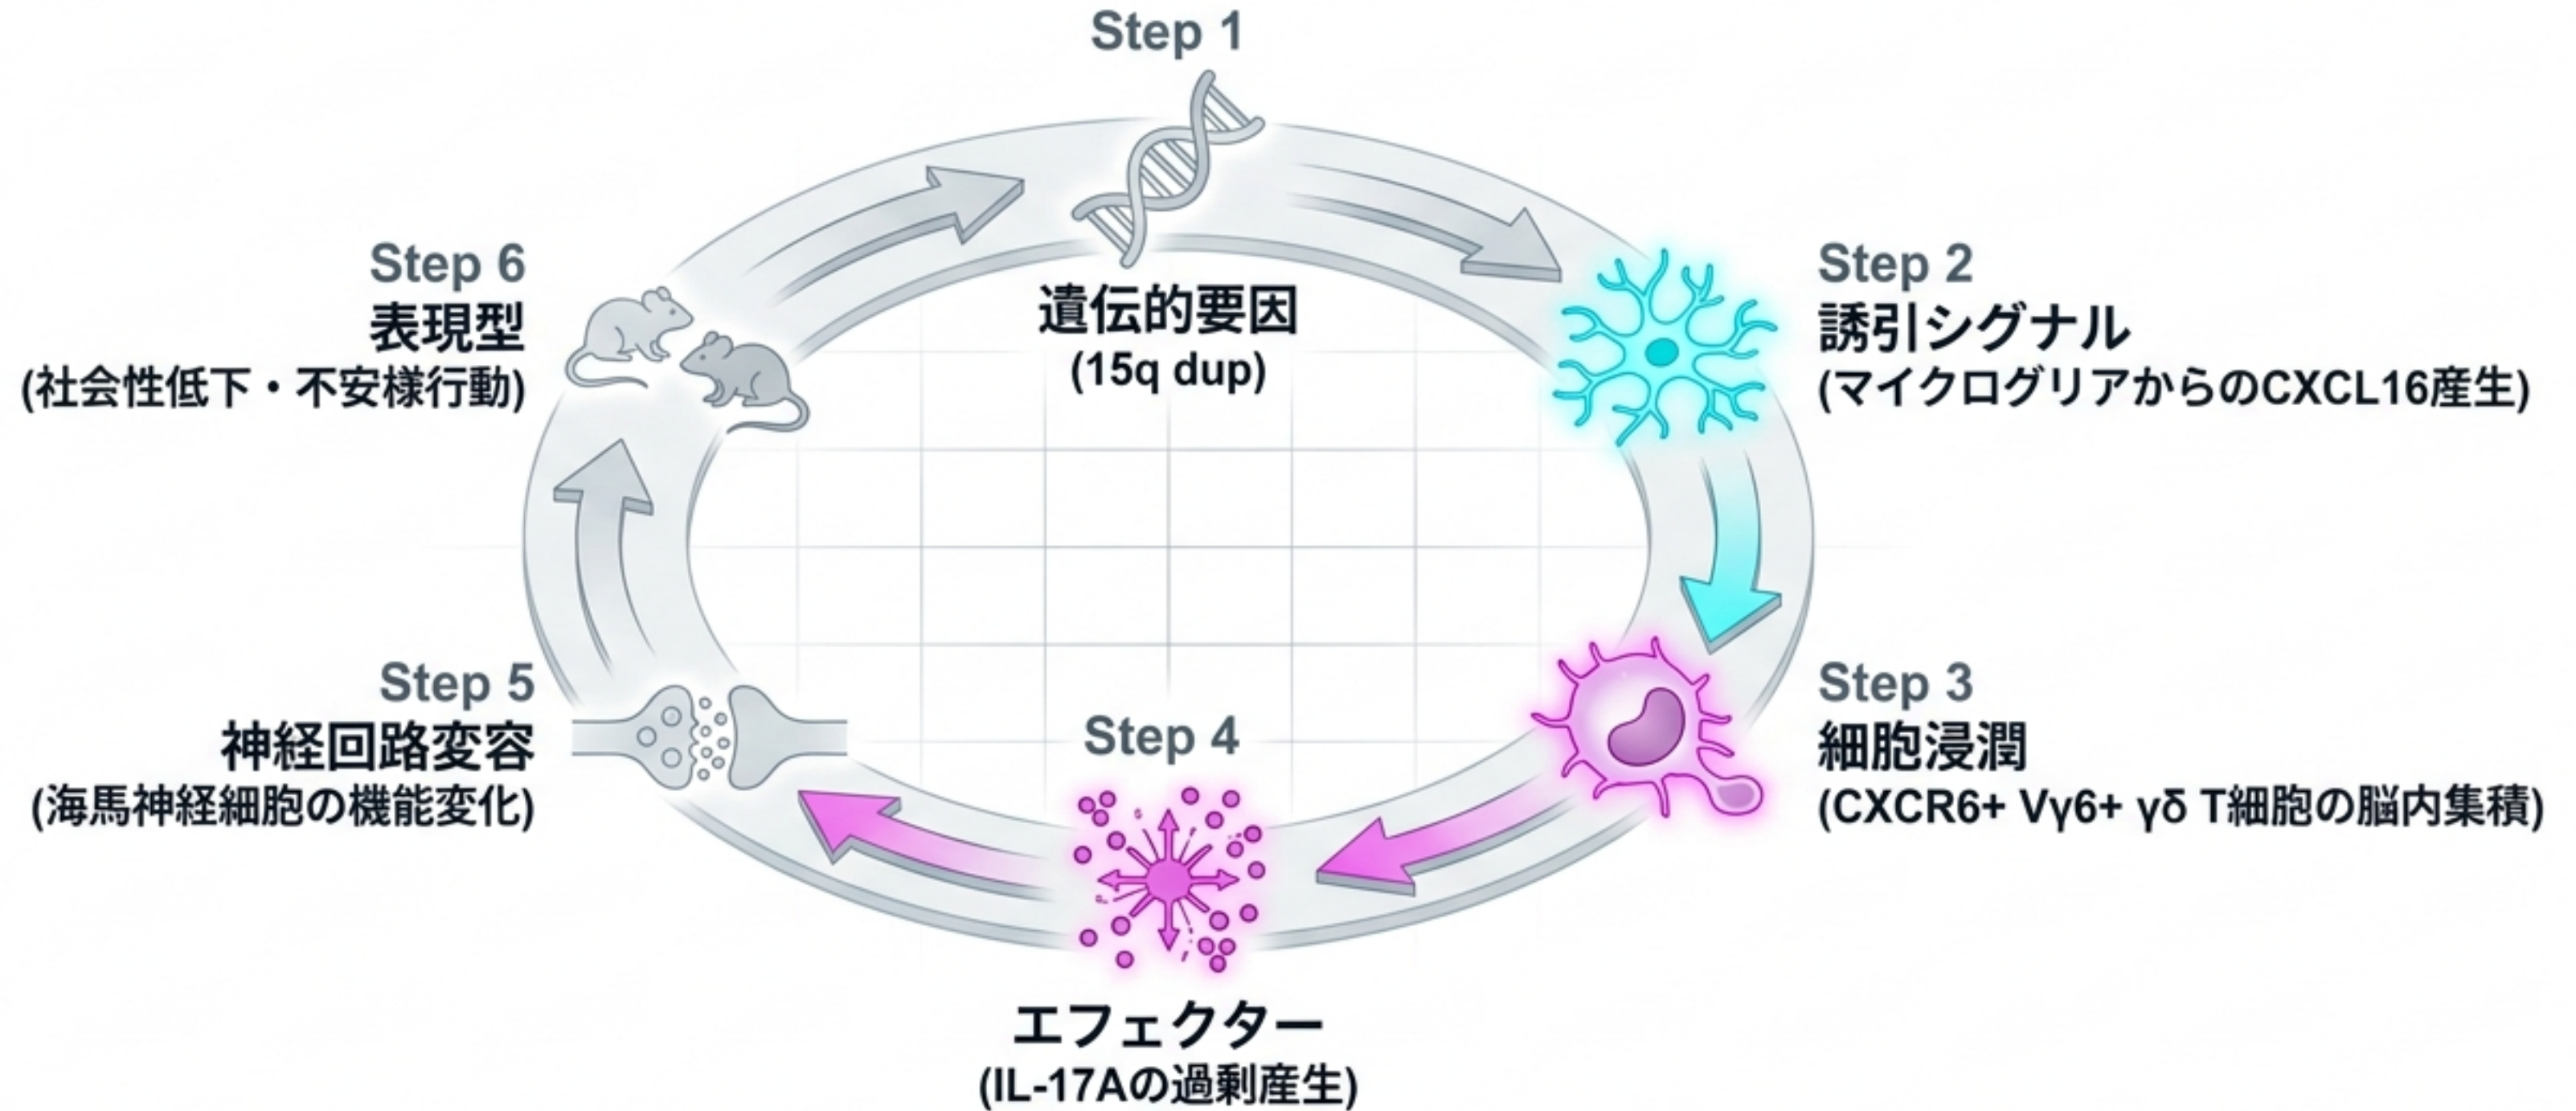 Step 1
遺伝的要因
(15q dup)
Step 2
誘引シグナル
(マイクログリアからのCXCL16産生)
Step 3
細胞浸潤
(CXCR6+ Vγ6+ γδ T細胞の脳内集積)
Step 4
エフェクター
(IL-17Aの過剰産生)
Step 5
神経回路変容
(海馬神経細胞の機能変化)
Step 6
表現型
(社会性低下・不安様行動)